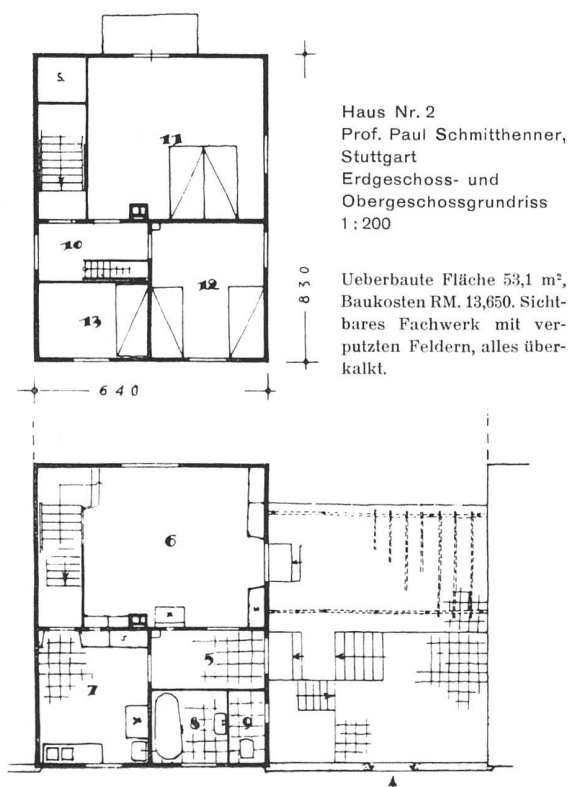 S.
11
10
12
13
640
830
Haus Nr. 2
Prof. Paul Schmitthenner,
Stuttgart
Erdgeschoss- und
Obergeschossgrundriss
1 : 200
Ueberbaute Fläche 53,1 m²,
Baukosten RM. 13,650. Sicht-
bares Fachwerk mit ver-
putzten Feldern, alles über-
kalkt.
6
S
5
7
8
9